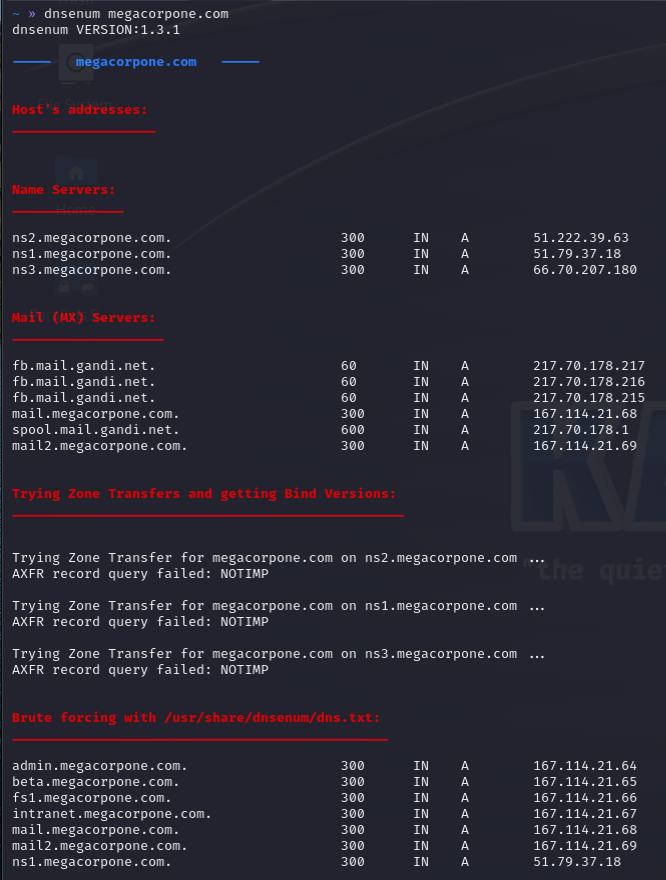 ~ » dnsenum megacorpone.com
dnsenum VERSION:1.3.1
----- megacorpone.com -----
Host's addresses:
Name Servers:
ns2.megacorpone.com. 300 IN A 51.222.39.63
ns1.megacorpone.com. 300 IN A 51.79.37.18
ns3.megacorpone.com. 300 IN A 66.70.207.180
Mail (MX) Servers:
fb.mail.gandi.net. 60 IN A 217.70.178.217
fb.mail.gandi.net. 60 IN A 217.70.178.216
fb.mail.gandi.net. 60 IN A 217.70.178.215
mail.megacorpone.com. 300 IN A 167.114.21.68
spool.mail.gandi.net. 600 IN A 217.70.178.1
mail2.megacorpone.com. 300 IN A 167.114.21.69
Trying Zone Transfers and getting Bind Versions:
Trying Zone Transfer for megacorpone.com on ns2.megacorpone.com ...
AXFR record query failed: NOTIMP
Trying Zone Transfer for megacorpone.com on ns1.megacorpone.com ...
AXFR record query failed: NOTIMP
Trying Zone Transfer for megacorpone.com on ns3.megacorpone.com ...
AXFR record query failed: NOTIMP
Brute forcing with /usr/share/dnsenum/dns.txt:
admin.megacorpone.com. 300 IN A 167.114.21.64
beta.megacorpone.com. 300 IN A 167.114.21.65
fs1.megacorpone.com. 300 IN A 167.114.21.66
intranet.megacorpone.com. 300 IN A 167.114.21.67
mail.megacorpone.com. 300 IN A 167.114.21.68
mail2.megacorpone.com. 300 IN A 167.114.21.69
ns1.megacorpone.com. 300 IN A 51.79.37.18
Home
"the quie